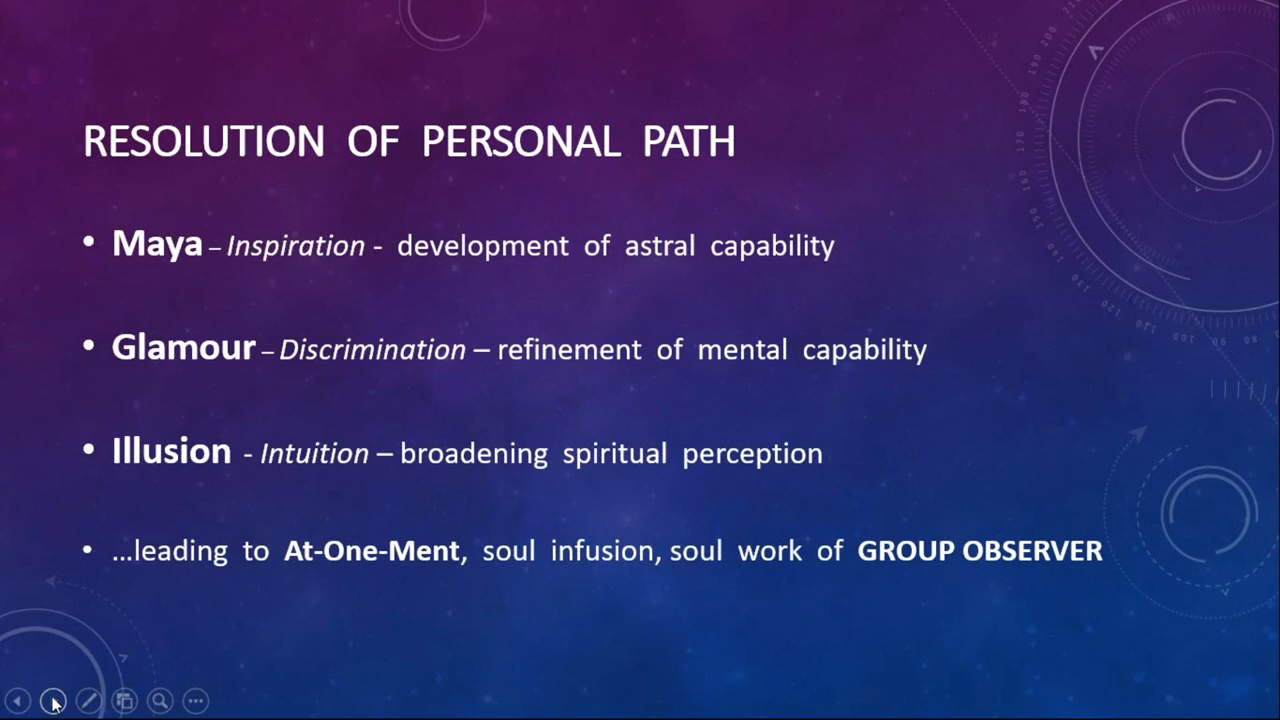 RESOLUTION OF PERSONAL PATH
• Maya – Inspiration - development of astral capability
• Glamour – Discrimination – refinement of mental capability
• Illusion - Intuition – broadening spiritual perception
• ...leading to At-One-Ment, soul infusion, soul work of GROUP OBSERVER